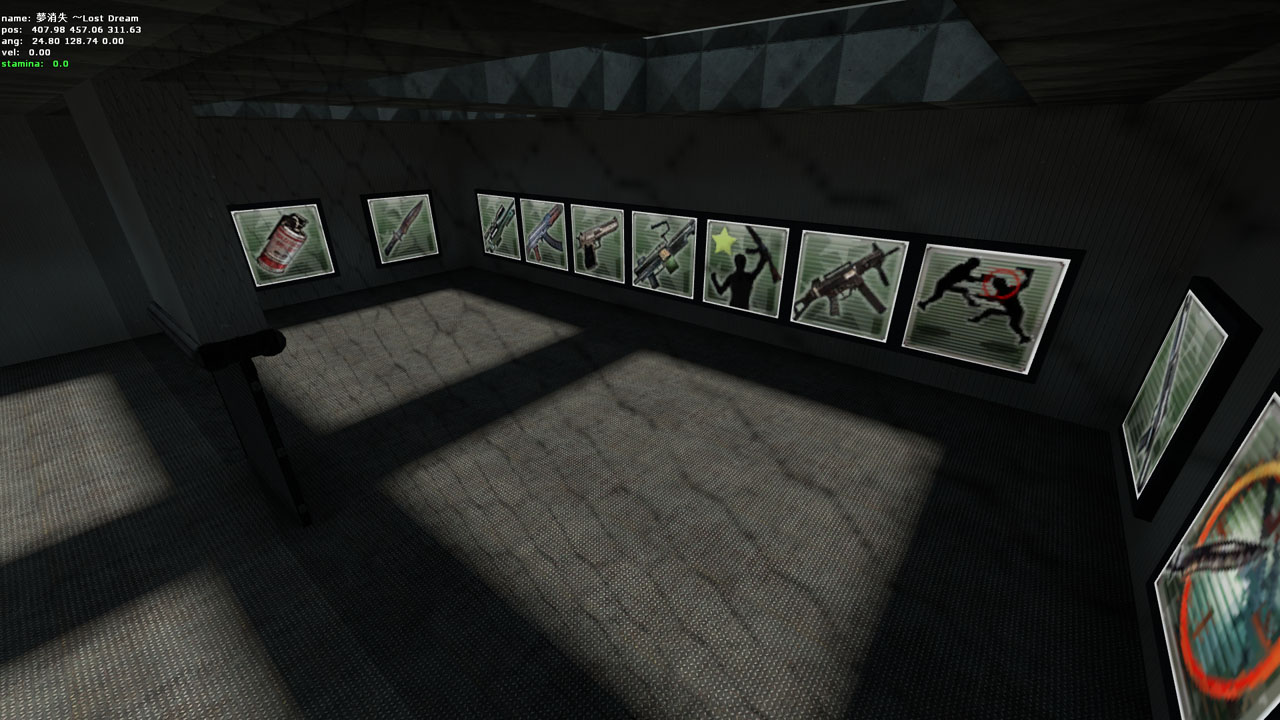 name: 夢消失 〜Lost Dream
pos: 407.98 457.06 311.63
ang: 24.80 128.74 0.00
vel: 0.00
stamina: 0.0